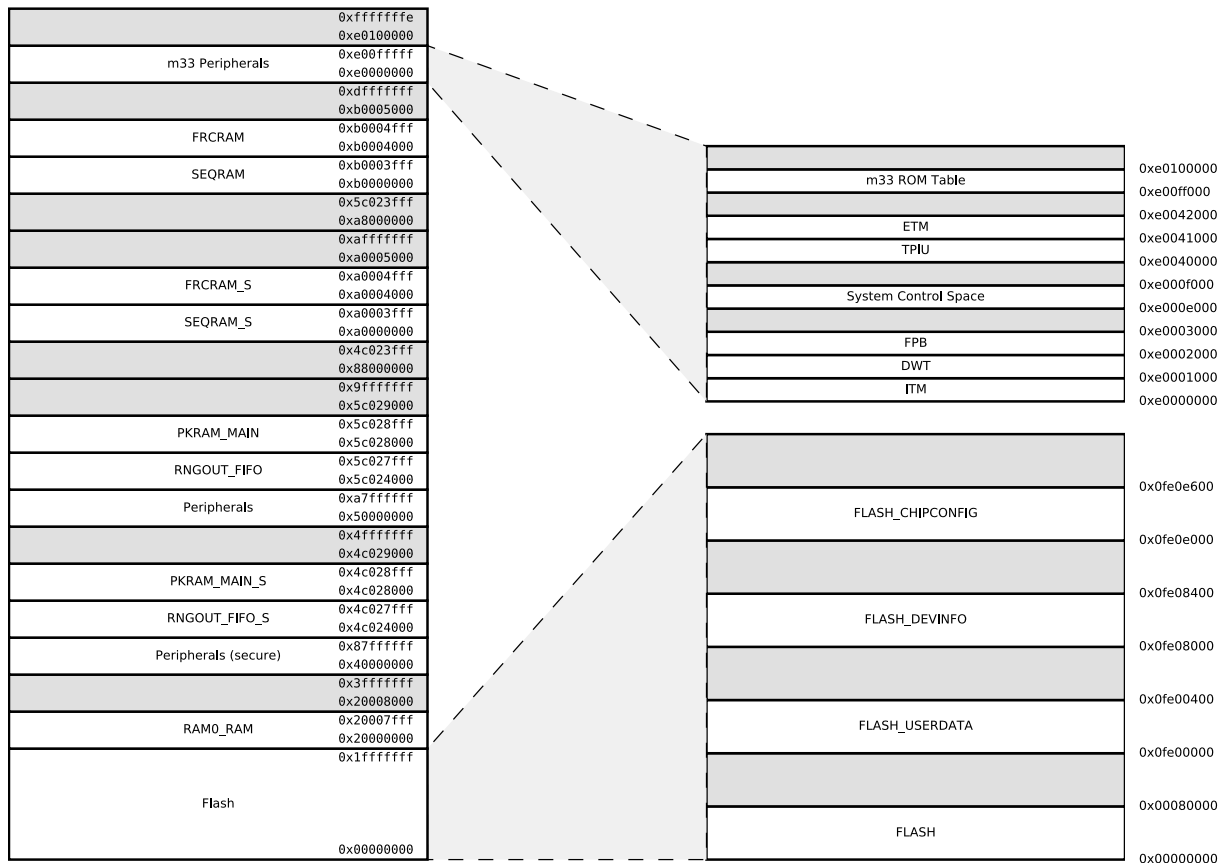 0xfffffffe
0xe0100000
m33 Peripherals
0xe00fffff
0xe0000000
0xdfffffff
0xb0005000
FRCRAM
0xb0004fff
0xb0004000
SEQRAM
0xb0003fff
0xb0000000
0x5c023fff
0xa8000000
0xafffffff
0xa0005000
FRCRAM_S
0xa0004fff
0xa0004000
SEQRAM_S
0xa0003fff
0xa0000000
0x4c023fff
0x88000000
0x9fffffff
0x5c029000
PKRAM_MAIN
0x5c028fff
0x5c028000
RNGOUT_FIFO
0x5c027fff
0x5c024000
Peripherals
0xa7ffffff
0x50000000
0x4fffffff
0x4c029000
PKRAM_MAIN_S
0x4c028fff
0x4c028000
RNGOUT_FIFO_S
0x4c027fff
0x4c024000
Peripherals (secure)
0x87ffffff
0x40000000
0x3fffffff
0x20008000
RAM0_RAM
0x20007fff
0x20000000
0x1fffffff
Flash
0x00000000
0xe0100000
m33 ROM Table
0xe00ff000
0xe0042000
ETM
0xe0041000
TPIU
0xe0040000
0xe000f000
System Control Space
0xe000e000
0xe0003000
FPB
0xe0002000
DWT
0xe0001000
ITM
0xe0000000
0x0fe0e600
FLASH_CHIPCONFIG
0x0fe0e000
0x0fe08400
FLASH_DEVINFO
0x0fe08000
0x0fe00400
FLASH_USERDATA
0x0fe00000
0x00080000
FLASH
0x00000000